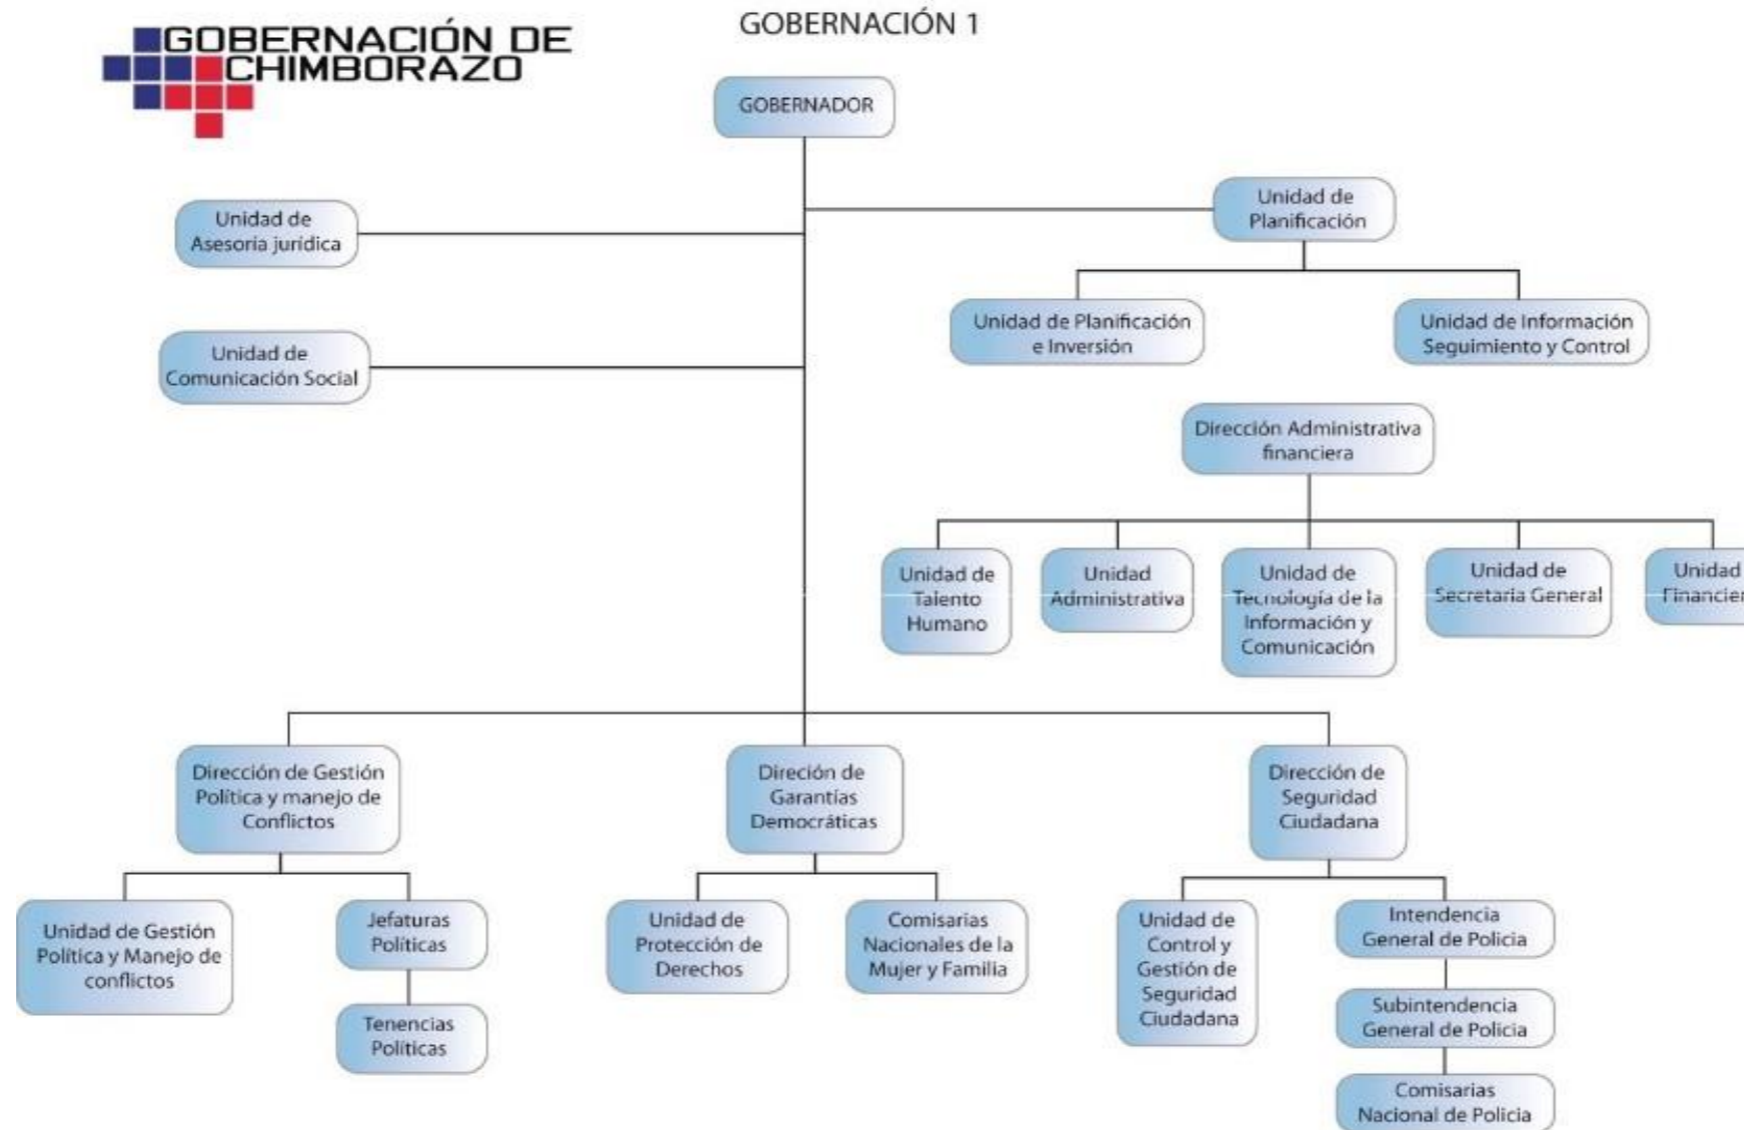 GOBERNACIÓN DE
CHIMBORAZO
GOBERNACIÓN 1
GOBERNADOR
Unidad de
Planificación
Unidad de
Asesoría jurídica
Unidad de Planificación
e Inversión
Unidad de Información
Seguimiento y Control
Unidad de
Comunicación Social
Dirección Administrativa
financiera
Unidad de
Talento
Humano
Unidad
Administrativa
Unidad de
Tecnología de la
Información y
Comunicación
Unidad de
Secretaria General
Unidad
Financier
Dirección de Gestión
Política y manejo de
Conflictos
Direción de
Garantías
Democráticas
Dirección de
Seguridad
Ciudadana
Unidad de Gestión
Política y Manejo de
conflictos
Jefaturas
Políticas
Tenencias
Políticas
Unidad de
Protección de
Derechos
Comisarias
Nacionales de la
Mujer y Familia
Unidad de
Control y
Gestión de
Seguridad
Ciudadana
Intendencia
General de Policia
Subintendencia
General de Policia
Comisarias
Nacional de Policia